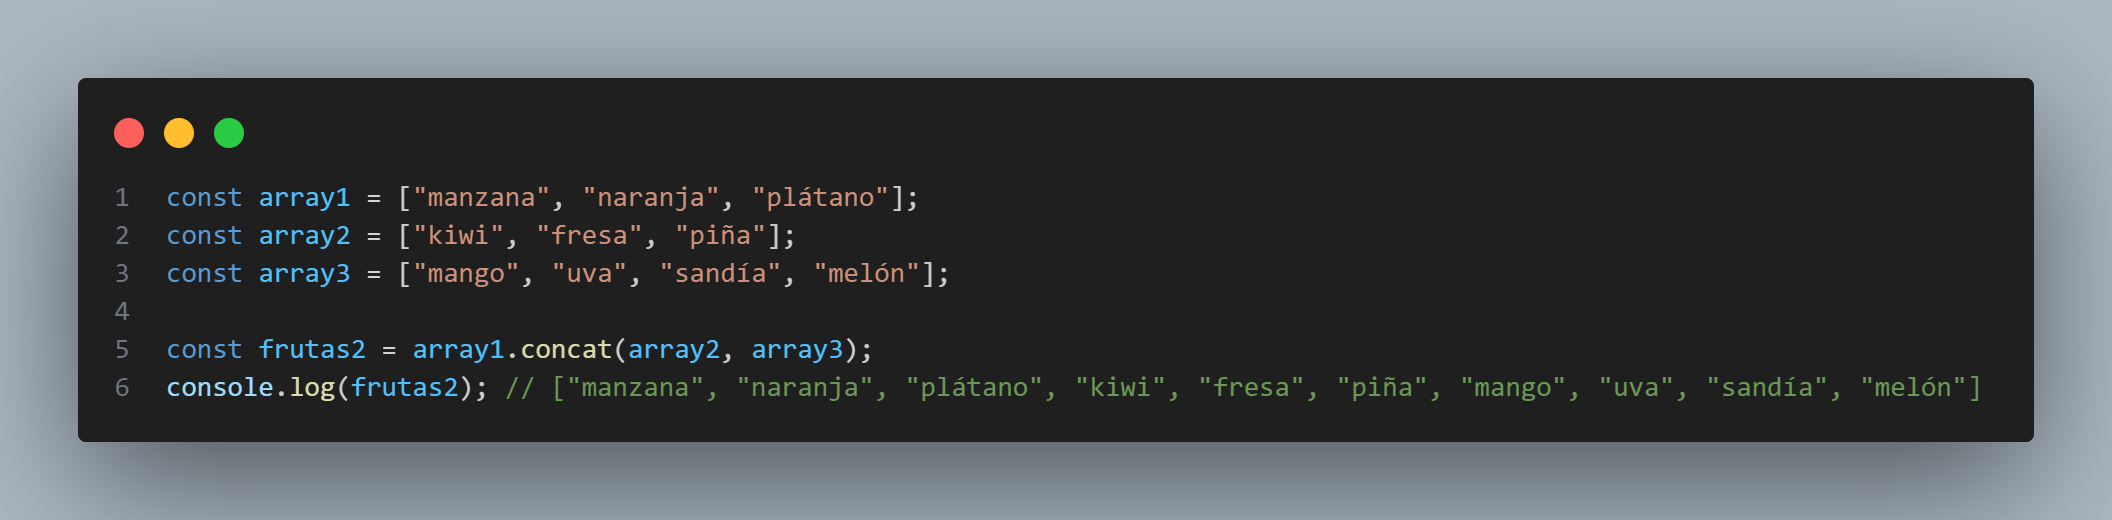 1 const array1 = ["manzana", "naranja", "plátano"];
2 const array2 = ["kiwi", "fresa", "piña"];
3 const array3 = ["mango", "uva", "sandía", "melón"];
4
5 const frutas2 = array1.concat(array2, array3);
6 console.log(frutas2); // ["manzana", "naranja", "plátano", "kiwi", "fresa", "piña", "mango", "uva", "sandía", "melón"]